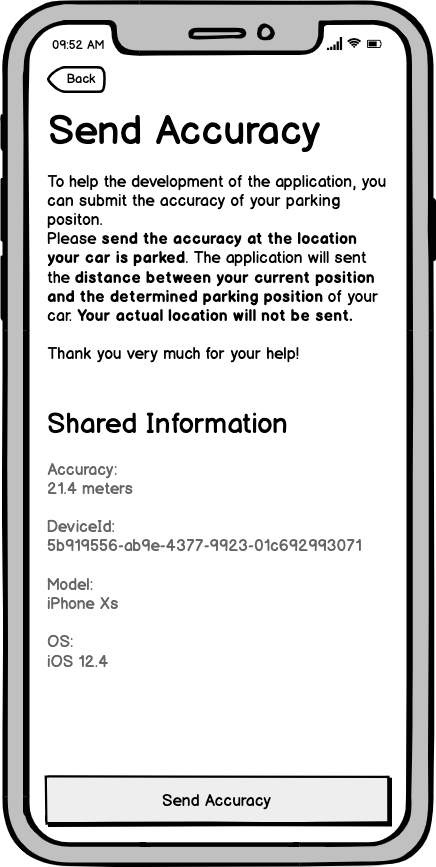 09:52 AM
Back
Send Accuracy
To help the development of the application, you
can submit the accuracy of your parking
positon.
Please send the accuracy at the location
your car is parked. The application will sent
the distance between your current position
and the determined parking position of your
car. Your actual location will not be sent.
Thank you very much for your help!
Shared Information
Accuracy:
21.4 meters
DeviceId:
5b919556-ab9e-4377-9923-01c692993071
Model:
iPhone Xs
OS:
iOS 12.4
Send Accuracy